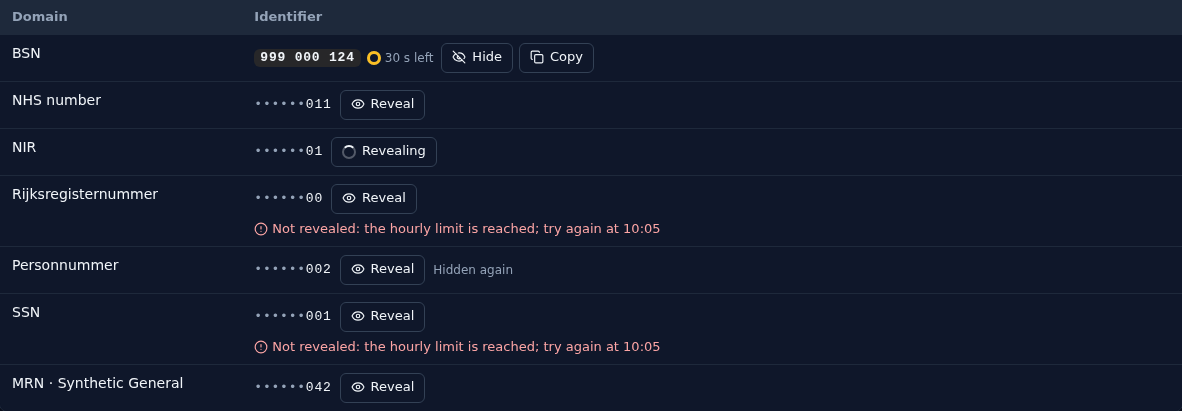 Domain Identifier
BSN 999 000 124 30 s left Hide Copy
NHS number ••••••011 Reveal
NIR ••••••01 Revealing
Rijksregisternummer ••••••00 Reveal
Not revealed: the hourly limit is reached; try again at 10:05
Personnummer ••••••002 Reveal Hidden again
SSN ••••••001 Reveal
Not revealed: the hourly limit is reached; try again at 10:05
MRN · Synthetic General ••••••042 Reveal